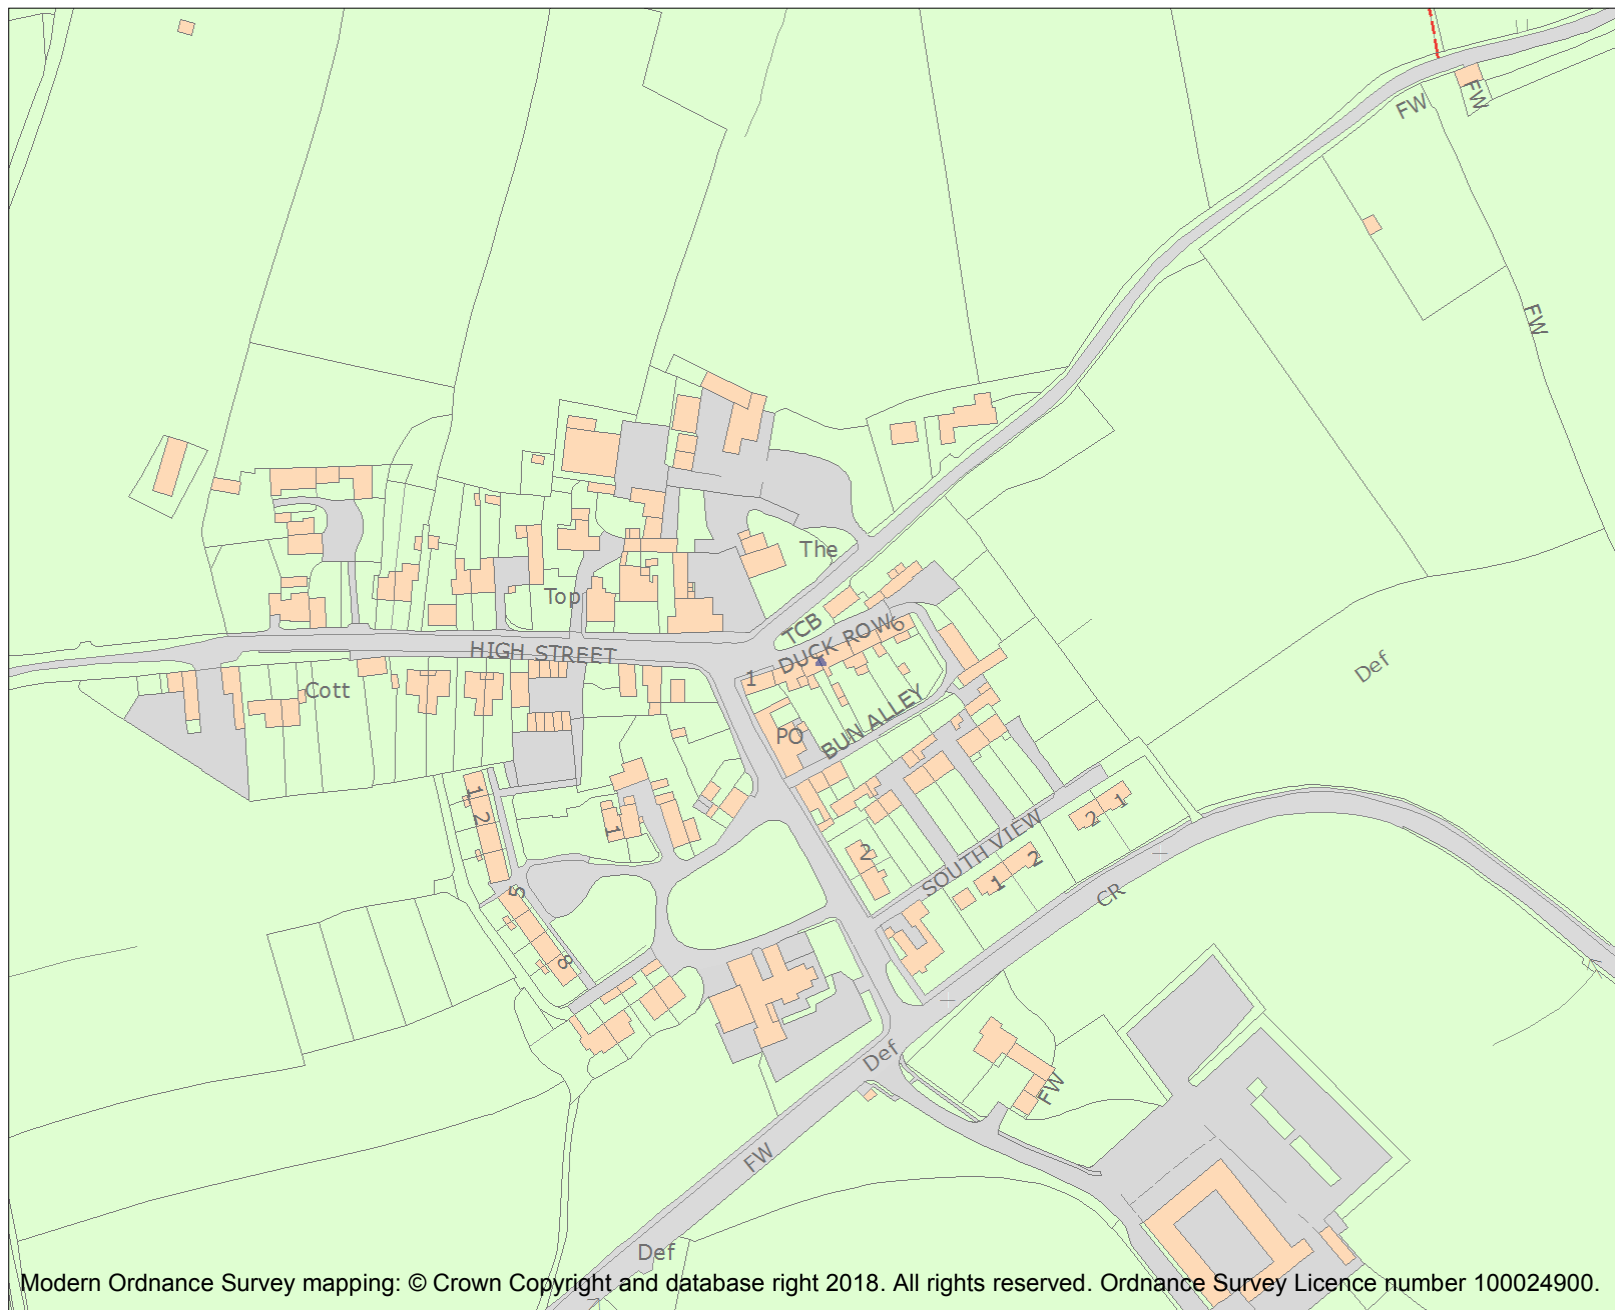 FW
FW
FW
The
Top
TCB
HIGH STREET
DUCK ROW
6
Def
1
Cott
BUN ALLEY
PO
1
2
1
1
2
2
SOUTH VIEW
2
1
5
CR
8
Def
FW
FW
Def
Modern Ordnance Survey mapping: © Crown Copyright and database right 2018. All rights reserved. Ordnance Survey Licence number 100024900.